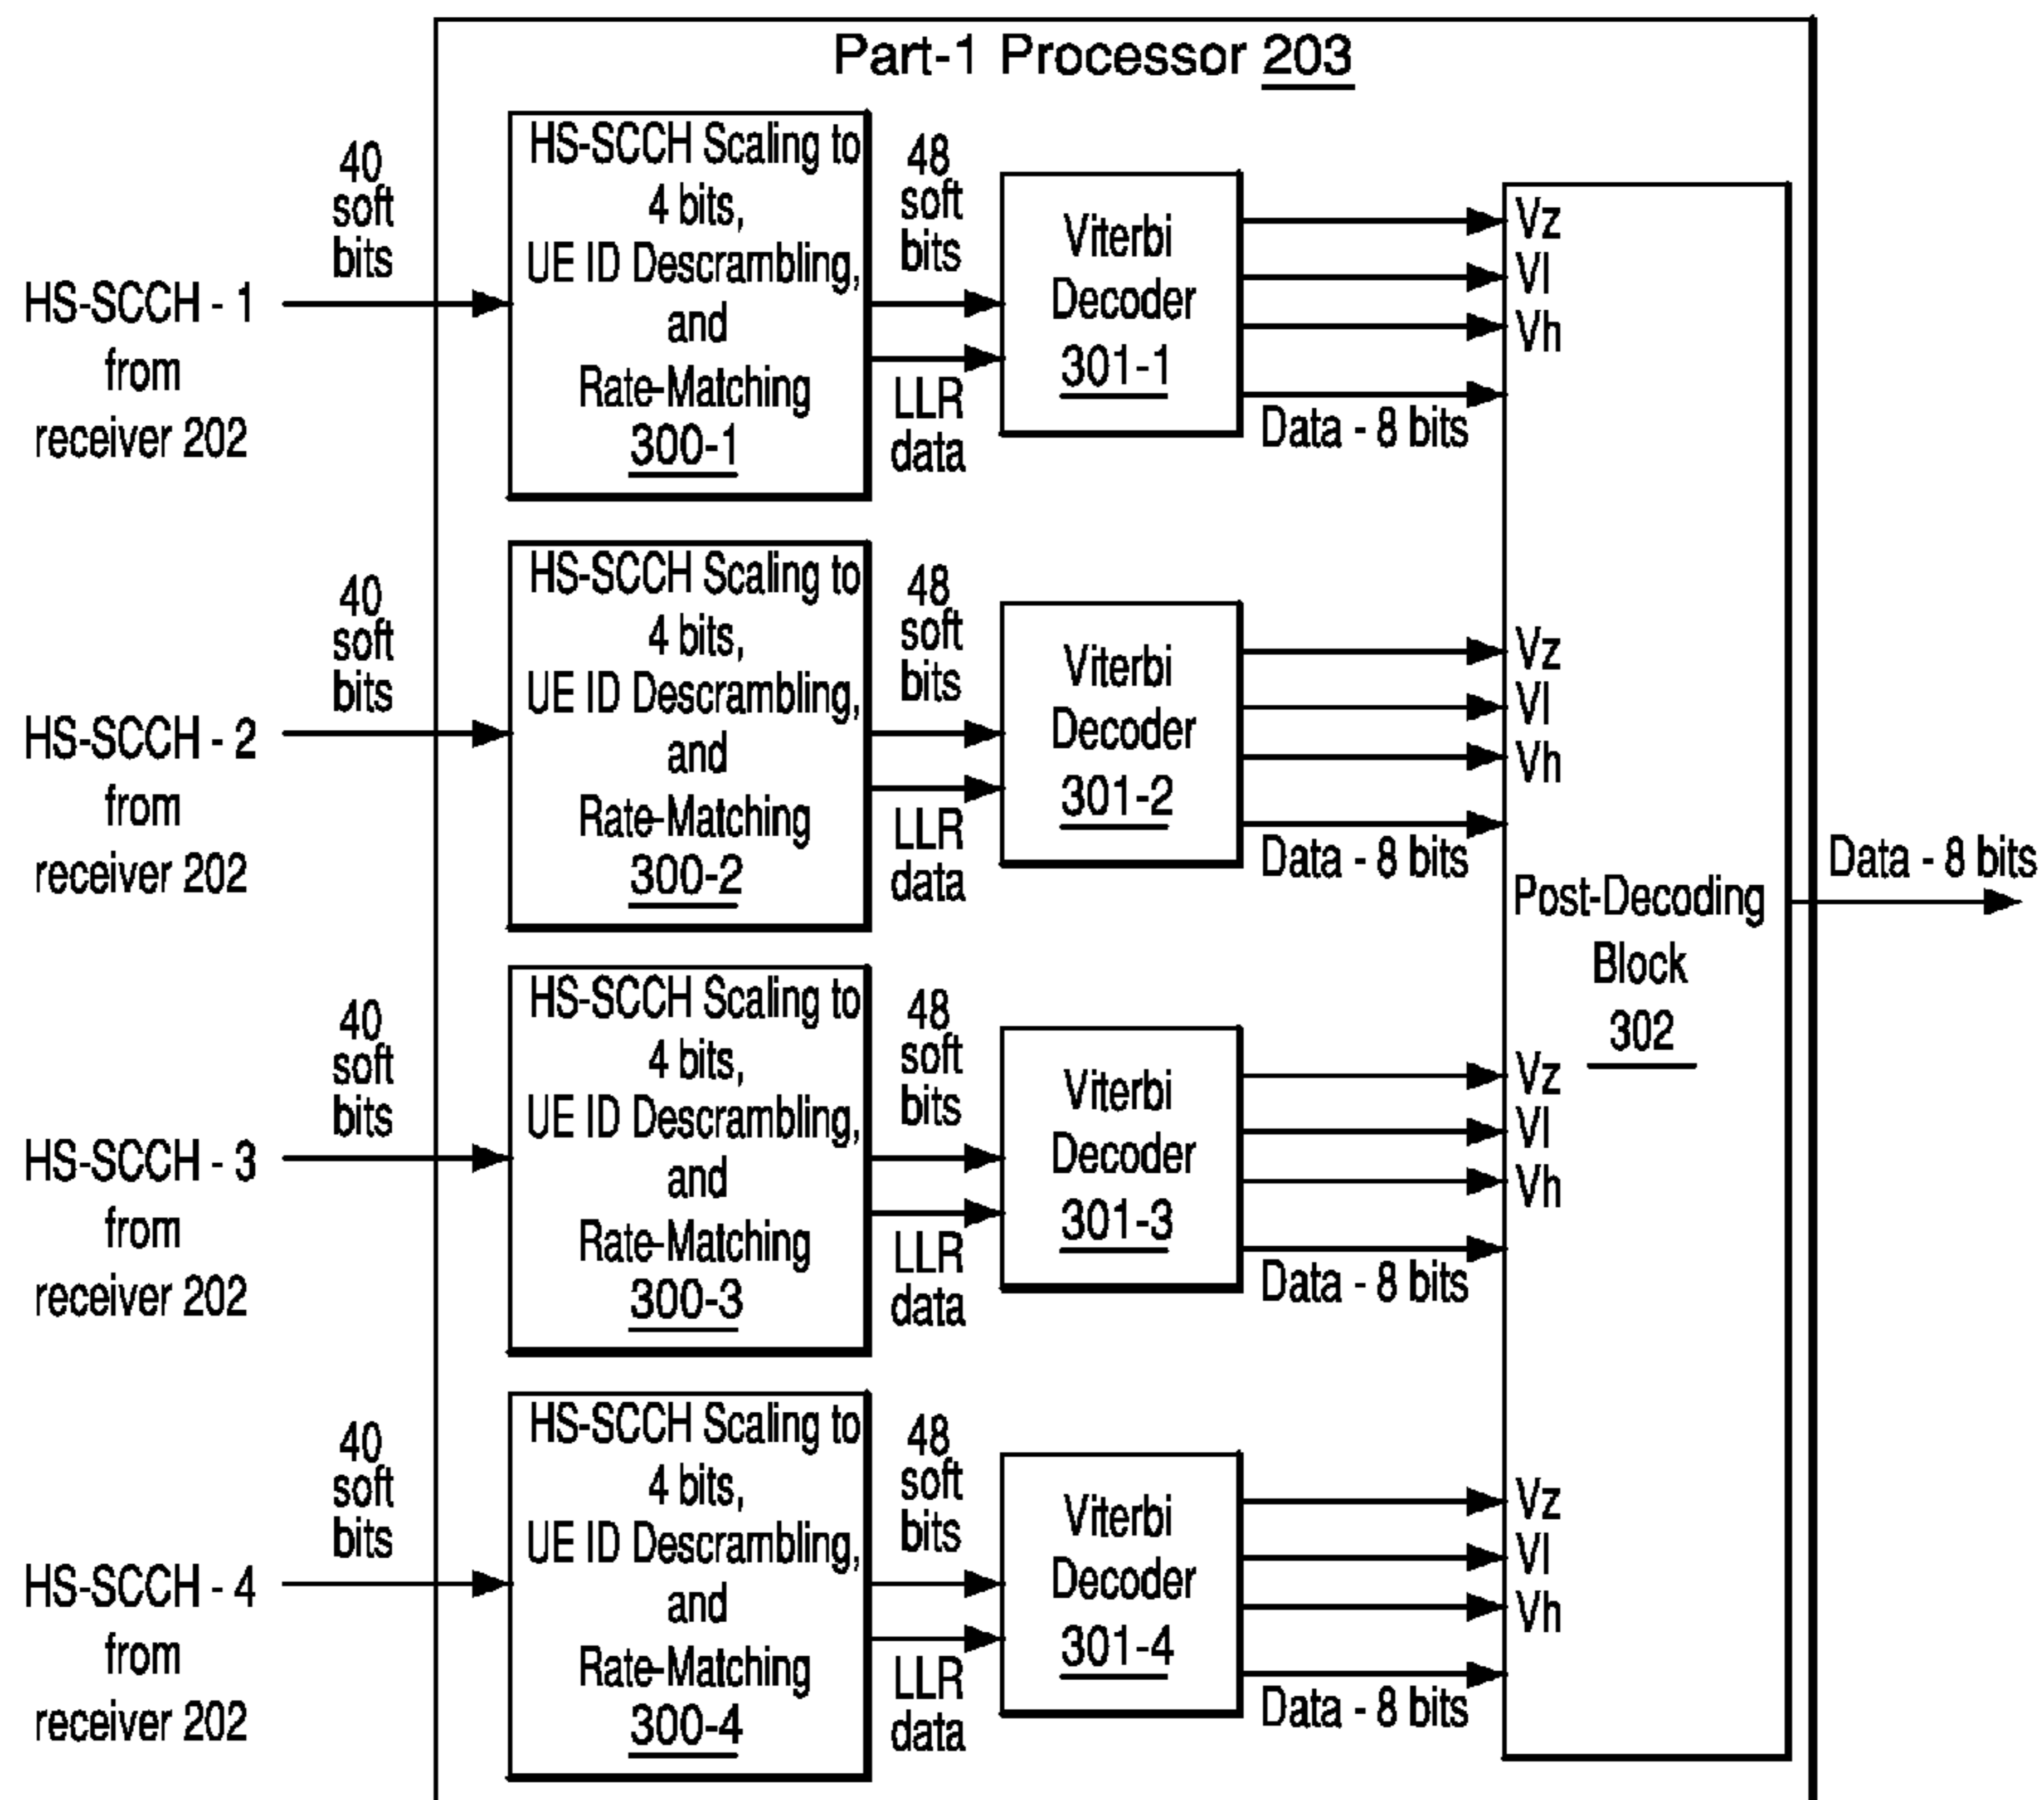 Part-1 Processor 203
40
soft
bits
HS-SCCH - 1
from
receiver 202
HS-SCCH Scaling to
4 bits,
UE ID Descrambling,
and
Rate-Matching
300-1
48
soft
bits
LLR
data
Viterbi
Decoder
301-1
Vz
Vl
Vh
Data - 8 bits
40
soft
bits
HS-SCCH - 2
from
receiver 202
HS-SCCH Scaling to
4 bits,
UE ID Descrambling,
and
Rate-Matching
300-2
48
soft
bits
LLR
data
Viterbi
Decoder
301-2
Vz
Vl
Vh
Data - 8 bits
40
soft
bits
HS-SCCH - 3
from
receiver 202
HS-SCCH Scaling to
4 bits,
UE ID Descrambling,
and
Rate-Matching
300-3
48
soft
bits
LLR
data
Viterbi
Decoder
301-3
Vz
Vl
Vh
Data - 8 bits
40
soft
bits
HS-SCCH - 4
from
receiver 202
HS-SCCH Scaling to
4 bits,
UE ID Descrambling,
and
Rate-Matching
300-4
48
soft
bits
LLR
data
Viterbi
Decoder
301-4
Vz
Vl
Vh
Data - 8 bits
Post-Decoding
Block
302
Data - 8 bits